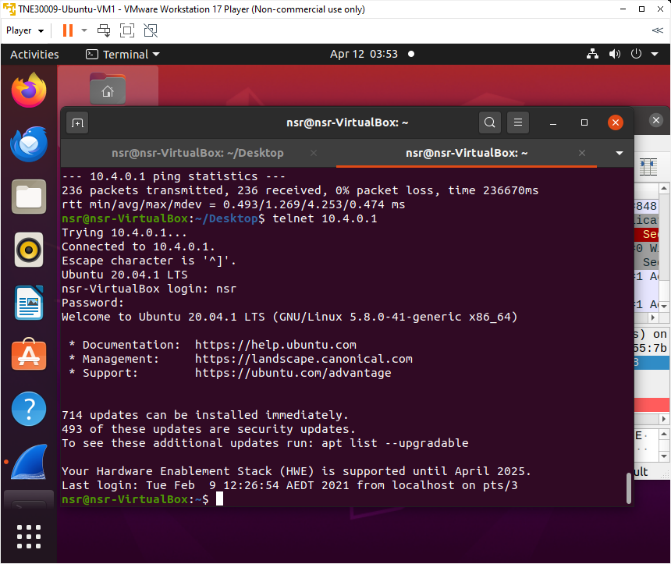 TNE30009-Ubuntu-VM1 - VMware Workstation 17 Player (Non-commercial use only)
Player
Activities
Terminal
Apr 12 03:53
nsr@nsr-VirtualBox: ~
nsr@nsr-VirtualBox: ~/Desktop
nsr@nsr-VirtualBox: ~
--- 10.4.0.1 ping statistics ---
236 packets transmitted, 236 received, 0% packet loss, time 236670ms
rtt min/avg/max/mdev = 0.493/1.269/4.253/0.474 ms
nsr@nsr-VirtualBox:~/Desktop$ telnet 10.4.0.1
Trying 10.4.0.1...
Connected to 10.4.0.1.
Escape character is '^]'.
Ubuntu 20.04.1 LTS
nsr-VirtualBox login: nsr
Password:
Welcome to Ubuntu 20.04.1 LTS (GNU/Linux 5.8.0-41-generic x86_64)
* Documentation:  https://help.ubuntu.com
* Management:     https://landscape.canonical.com
* Support:        https://ubuntu.com/advantage
714 updates can be installed immediately.
493 of these updates are security updates.
To see these additional updates run: apt list --upgradable
Your Hardware Enablement Stack (HWE) is supported until April 2025.
Last login: Tue Feb  9 12:26:54 AEDT 2021 from localhost on pts/3
nsr@nsr-VirtualBox:~$
=848
lica
Se
=0 W
Se
=1 A
=1 A
s) on
55:7b
ult